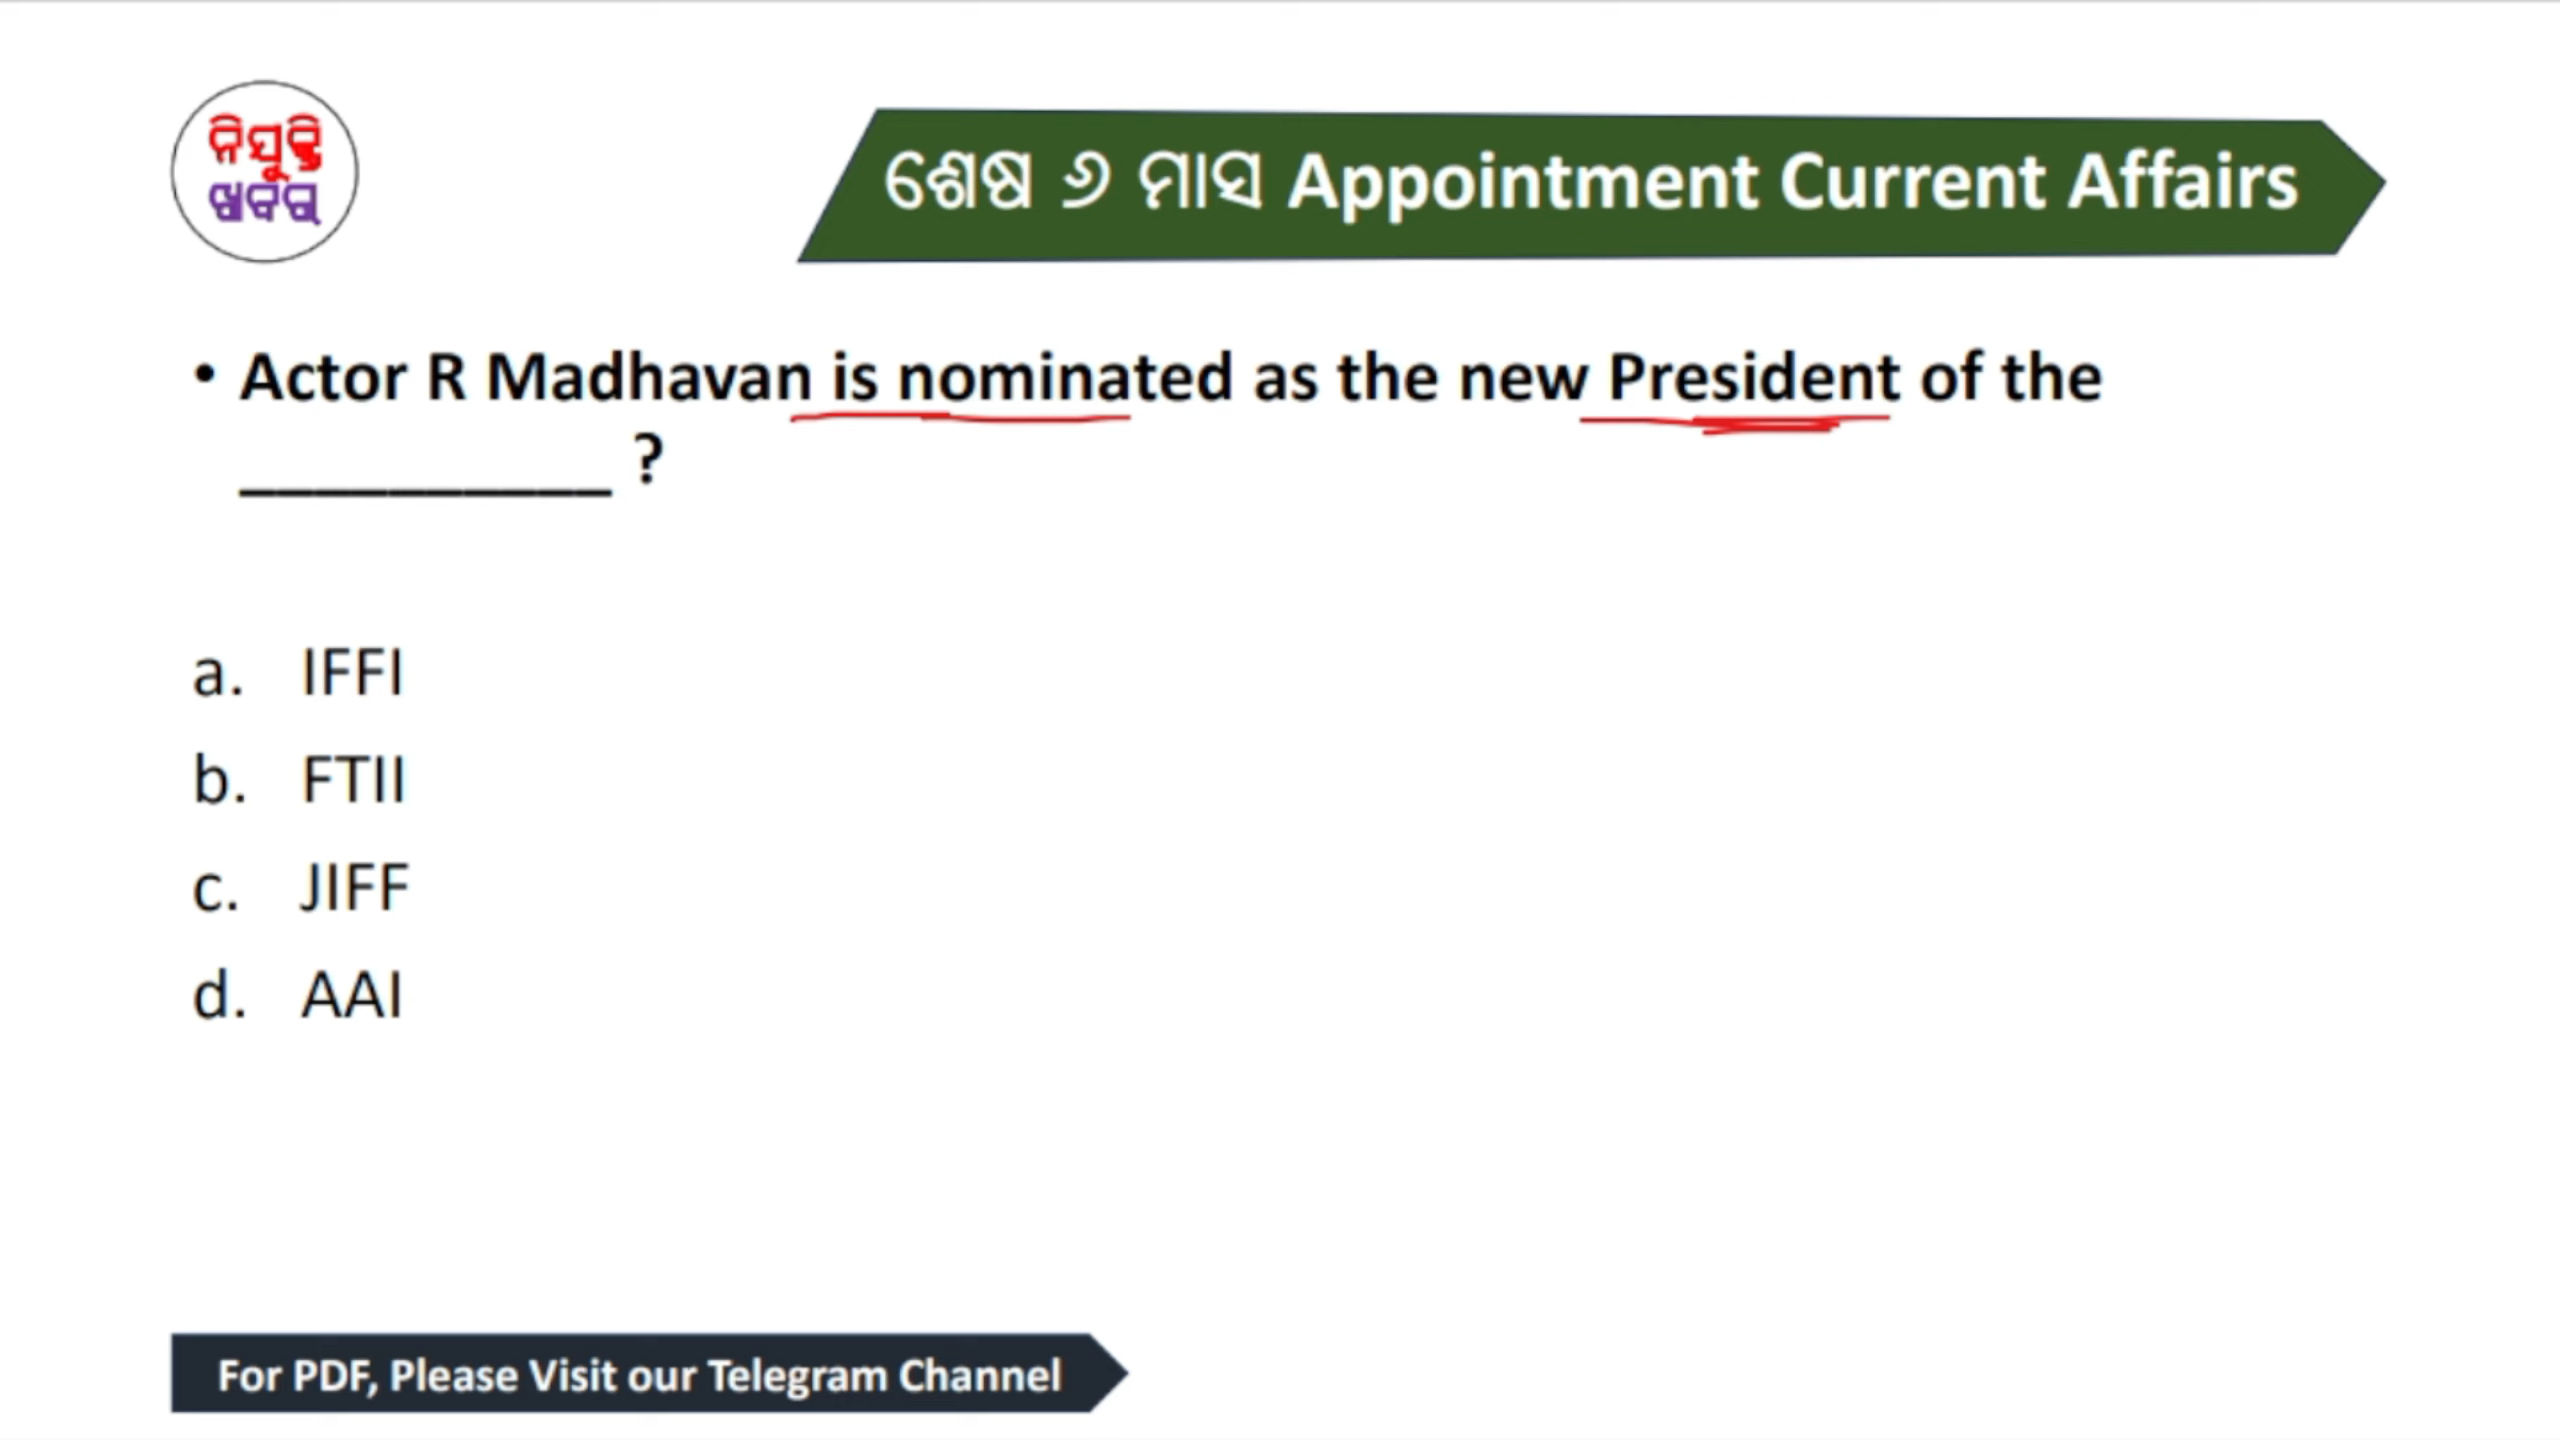 ନିଯୁକ୍ତି
ଖବର
ଶେଷ ୬ ମାସ Appointment Current Affairs
• Actor R Madhavan is nominated as the new President of the
__________ ?
a. IFFI
b. FTII
c. JIFF
d. AAI
For PDF, Please Visit our Telegram Channel